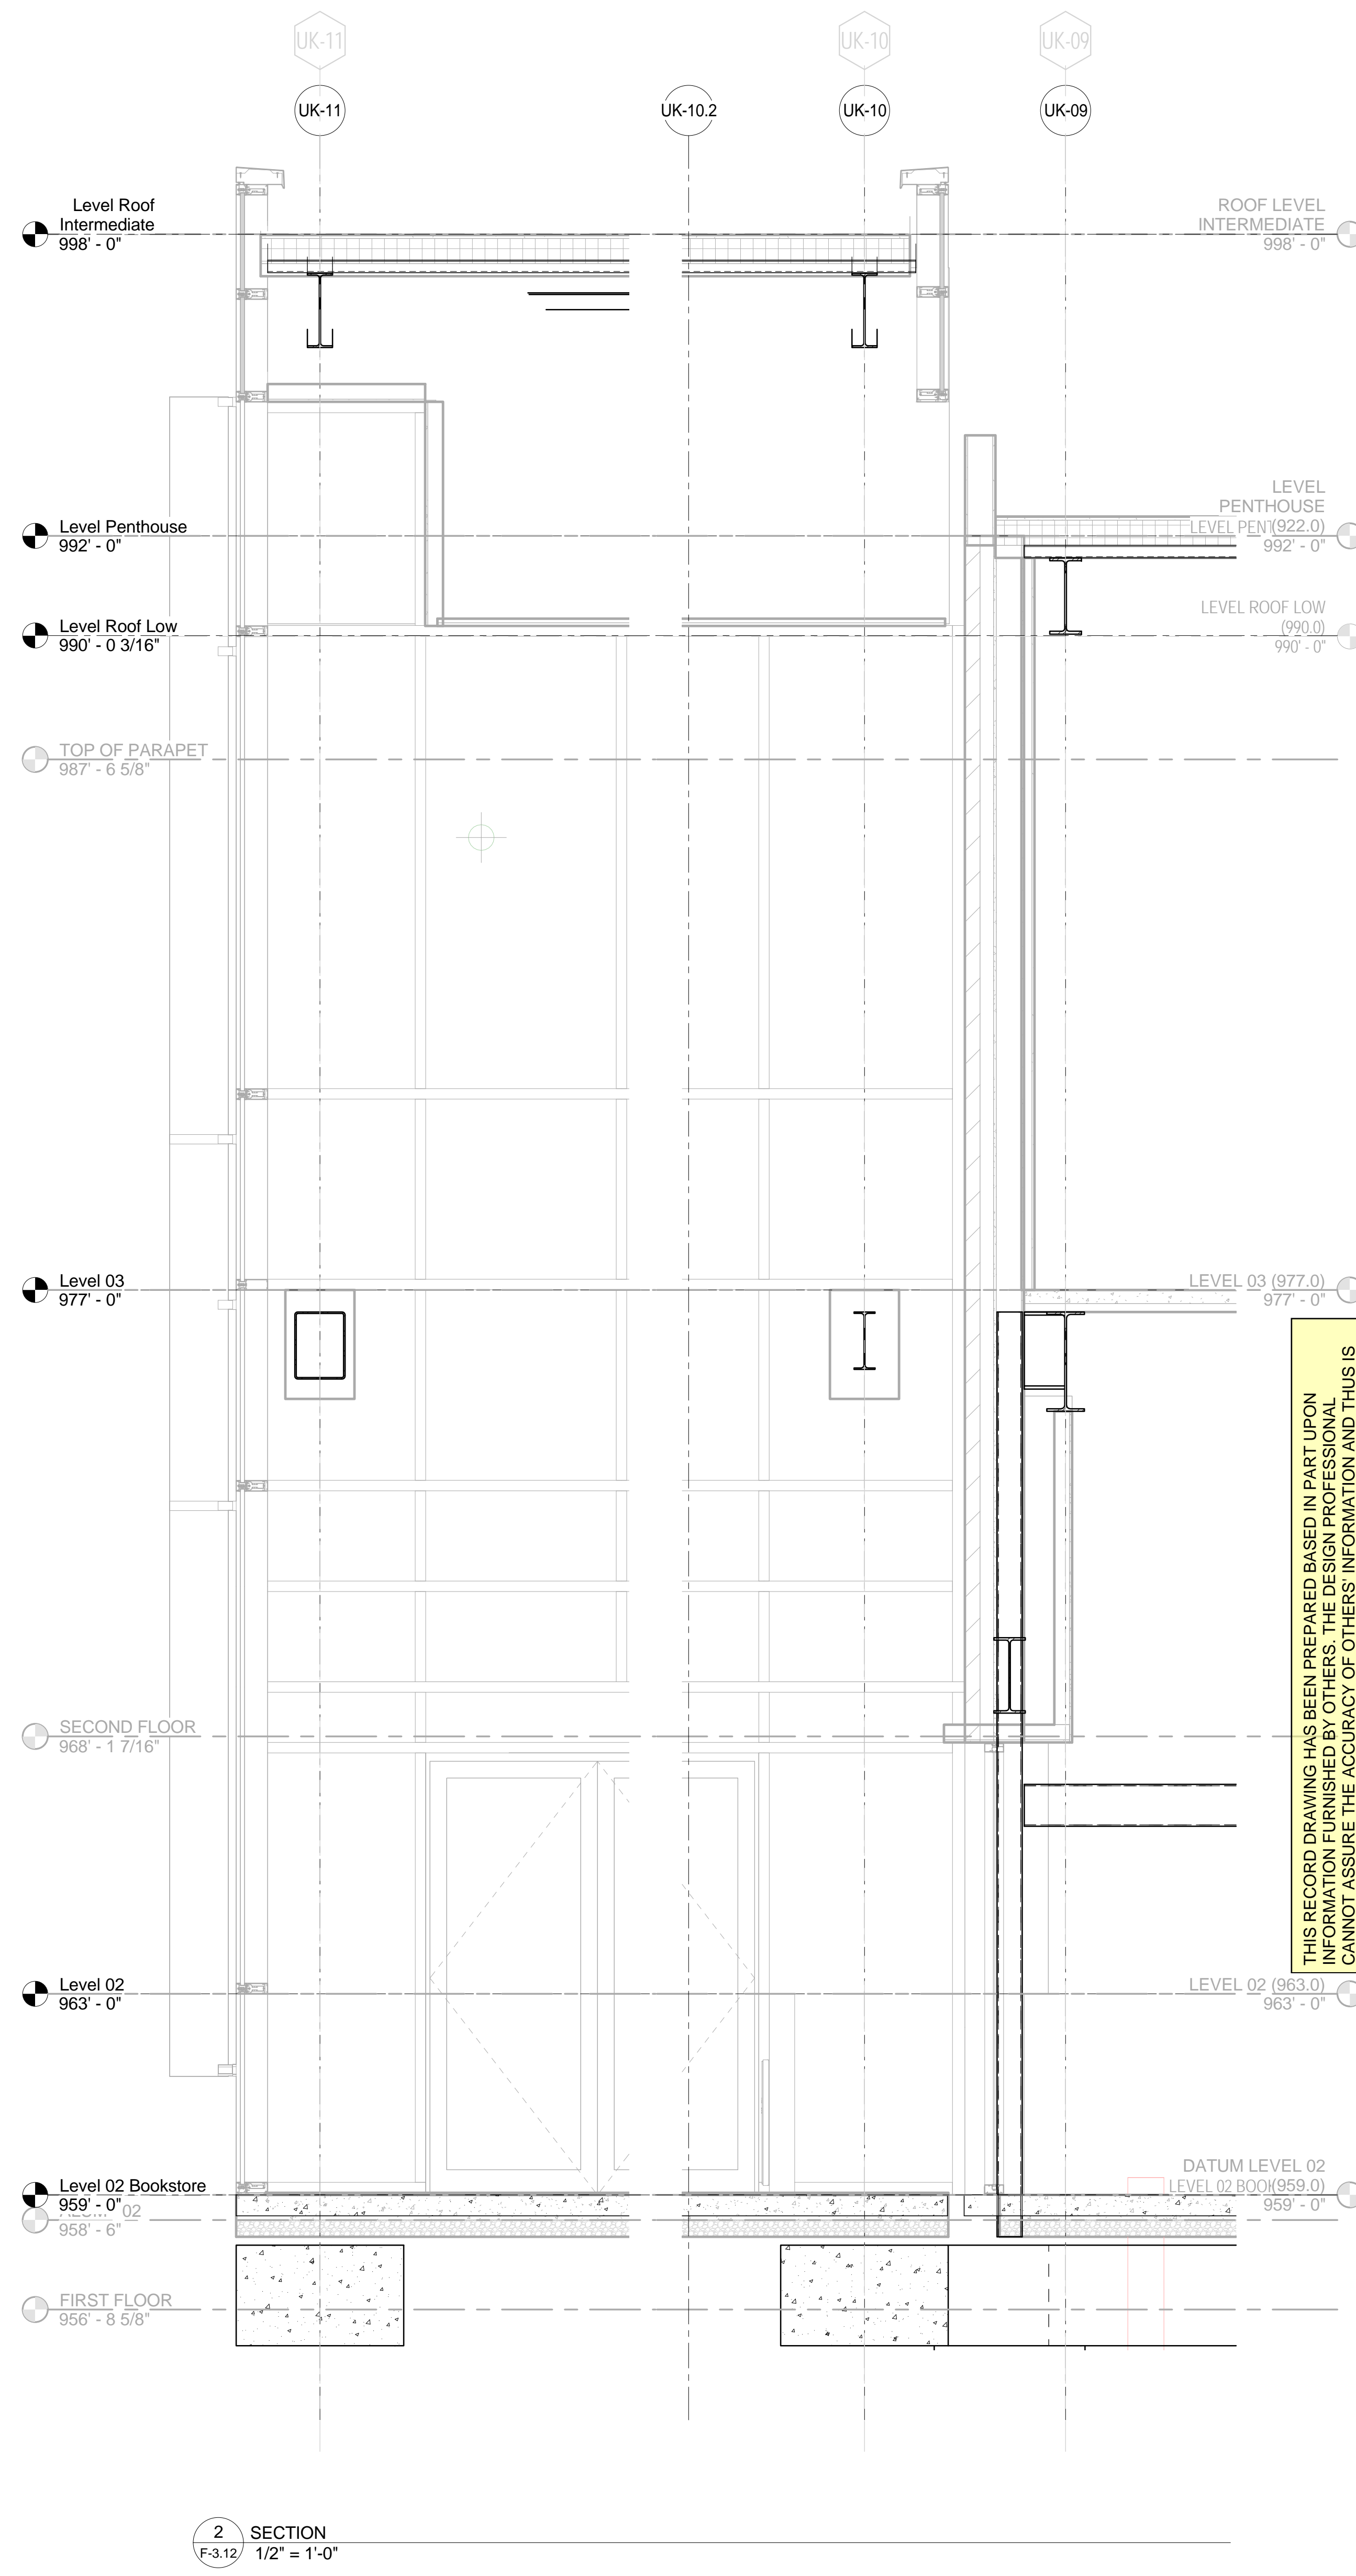 UK-11
UK-10
UK-09
UK-11
UK-10.2
UK-10
UK-09
Level Roof
Intermediate
998' - 0"
ROOF LEVEL
INTERMEDIATE
998' - 0"
Level Penthouse
992' - 0"
LEVEL
PENTHOUSE
LEVEL PENT(922.0)
992' - 0"
Level Roof Low
990' - 0 3/16"
LEVEL ROOF LOW
(990.0)
990' - 0"
TOP OF PARAPET
987' - 6 5/8"
Level 03
977' - 0"
LEVEL 03 (977.0)
977' - 0"
THIS RECORD DRAWING HAS BEEN PREPARED BASED IN PART UPON
INFORMATION FURNISHED BY OTHERS. THE DESIGN PROFESSIONAL
CANNOT ASSURE THE ACCURACY OF OTHERS' INFORMATION AND THUS IS
SECOND FLOOR
968' - 1 7/16"
Level 02
963' - 0"
LEVEL 02 (963.0)
963' - 0"
Level 02 Bookstore
959' - 0"
02
958' - 6"
DATUM LEVEL 02
LEVEL 02 BOOK(959.0)
959' - 0"
FIRST FLOOR
956' - 8 5/8"
2
F-3.12
SECTION
1/2" = 1'-0"